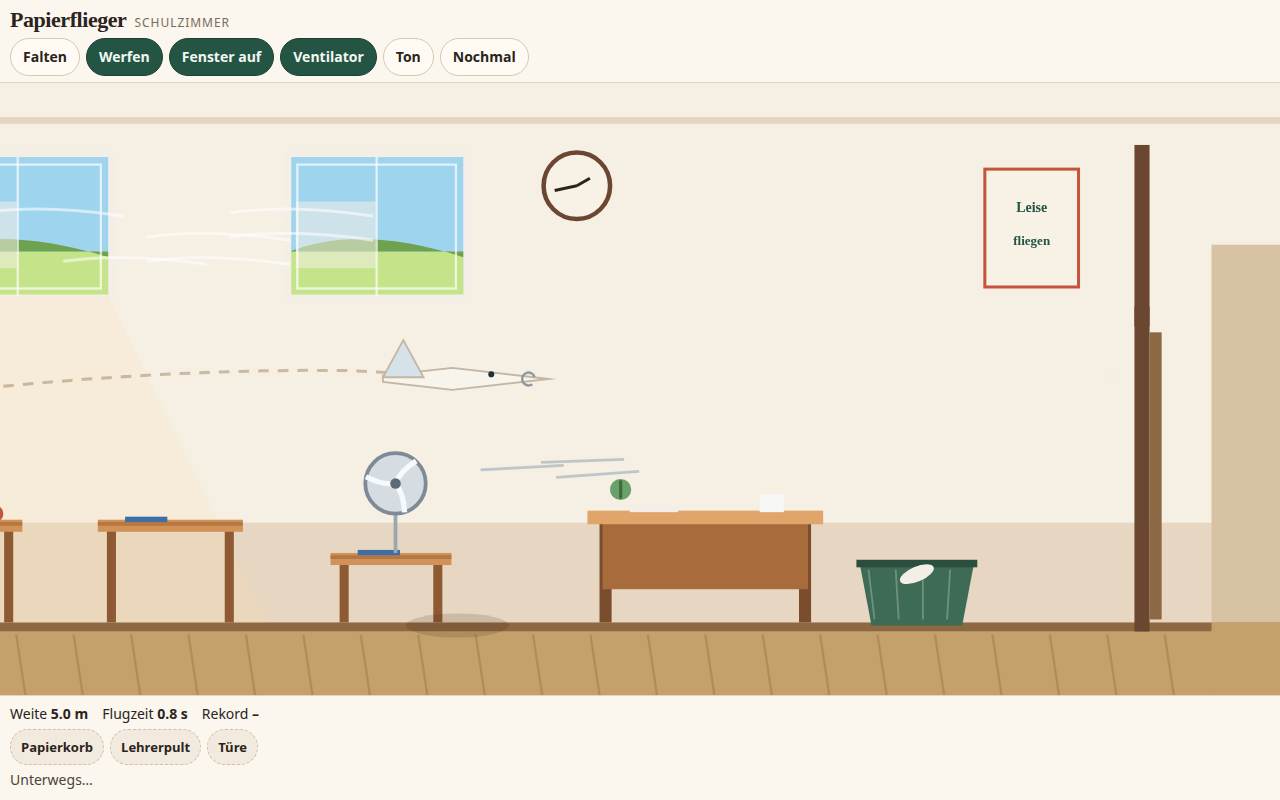 Papierflieger SCHULZIMMER
Falten Werfen Fenster auf Ventilator Ton Nochmal
Leise
fliegen
Weite 5.0 m Flugzeit 0.8 s Rekord –
Papierkorb Lehrerpult Türe
Unterwegs…